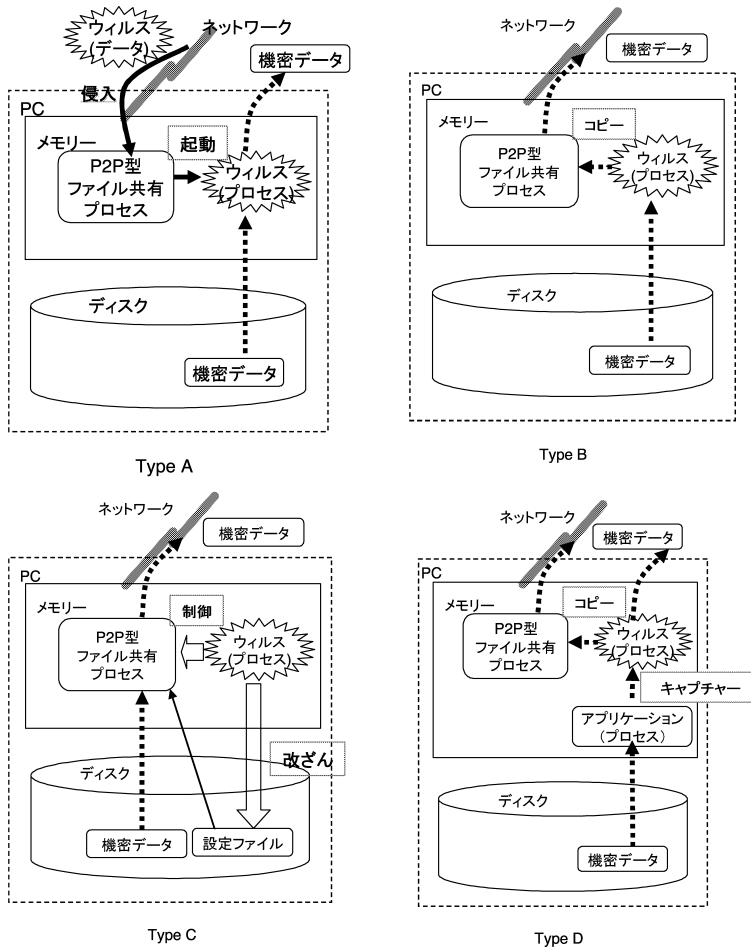 ウィルス
(データ)
ネットワーク
機密データ
侵入
PC
メモリー
起動
P2P型
ファイル共有
プロセス
ウィルス
(プロセス)
ディスク
機密データ
Type A
ネットワーク
機密データ
PC
メモリー
コピー
P2P型
ファイル共有
プロセス
ウィルス
(プロセス)
ディスク
機密データ
Type B
ネットワーク
機密データ
PC
メモリー
制御
P2P型
ファイル共有
プロセス
ウィルス
(プロセス)
改ざん
ディスク
機密データ
設定ファイル
Type C
ネットワーク
機密データ
PC
メモリー
コピー
P2P型
ファイル共有
プロセス
ウィルス
(プロセス)
キャプチャー
アプリケーション
(プロセス)
ディスク
機密データ
Type D